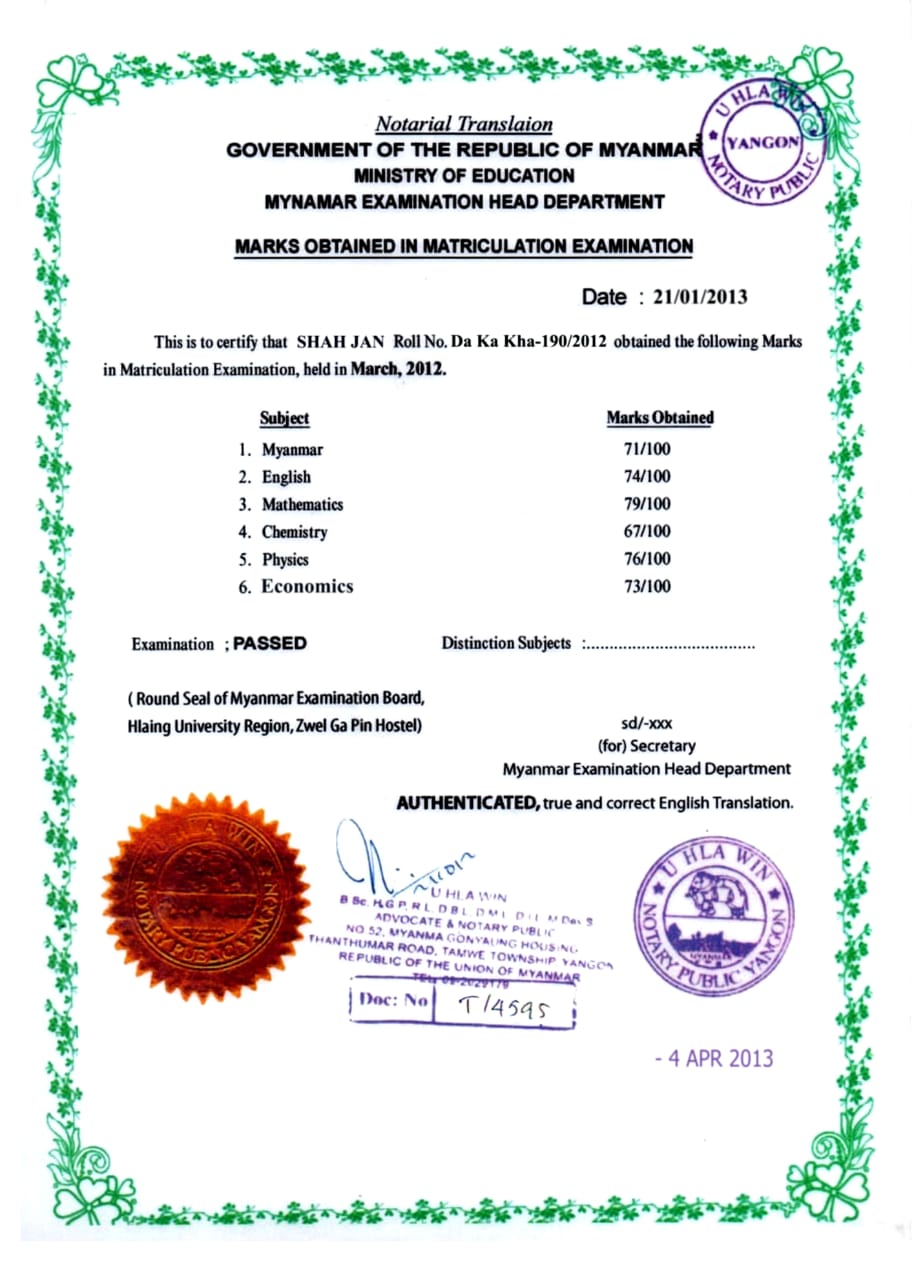 Notarial Translaion
GOVERNMENT OF THE REPUBLIC OF MYANMAR
MINISTRY OF EDUCATION
MYNAMAR EXAMINATION HEAD DEPARTMENT
U HLA WIN
YANGON
NOTARY PUBLIC
MARKS OBTAINED IN MATRICULATION EXAMINATION
Date : 21/01/2013
This is to certify that SHAH JAN Roll No. Da Ka Kha-190/2012 obtained the following Marks
in Matriculation Examination, held in March, 2012.
Subject Marks Obtained
1. Myanmar 71/100
2. English 74/100
3. Mathematics 79/100
4. Chemistry 67/100
5. Physics 76/100
6. Economics 73/100
Examination ; PASSED Distinction Subjects :.....................................
( Round Seal of Myanmar Examination Board,
Hlaing University Region, Zwel Ga Pin Hostel)
sd/-xxx
(for) Secretary
Myanmar Examination Head Department
AUTHENTICATED, true and correct English Translation.
U HLA WIN
NOTARY PUBLIC YANGON
U HLA WIN
B Sc. H.G.P, R.L, D.B.L, D.M.L, D.I.L, M.Dev.S
ADVOCATE & NOTARY PUBLIC
NO.52, MYANMA GONYAUNG HOUSING,
THANTHUMAR ROAD, TAMWE TOWNSHIP YANGON
REPUBLIC OF THE UNION OF MYANMAR
Doc: No T/4595
U HLA WIN
MYANMAR
NOTARY PUBLIC YANGON
- 4 APR 2013